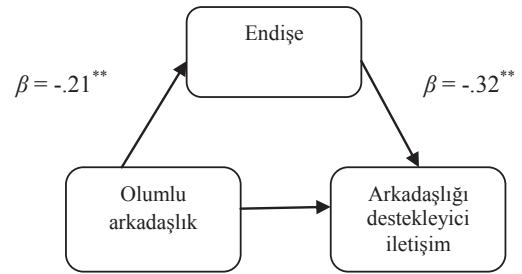 Endişe
β = -.21**
β = -.32**
Olumlu
arkadaşlık
Arkadaşlığı
destekleyici
iletişim